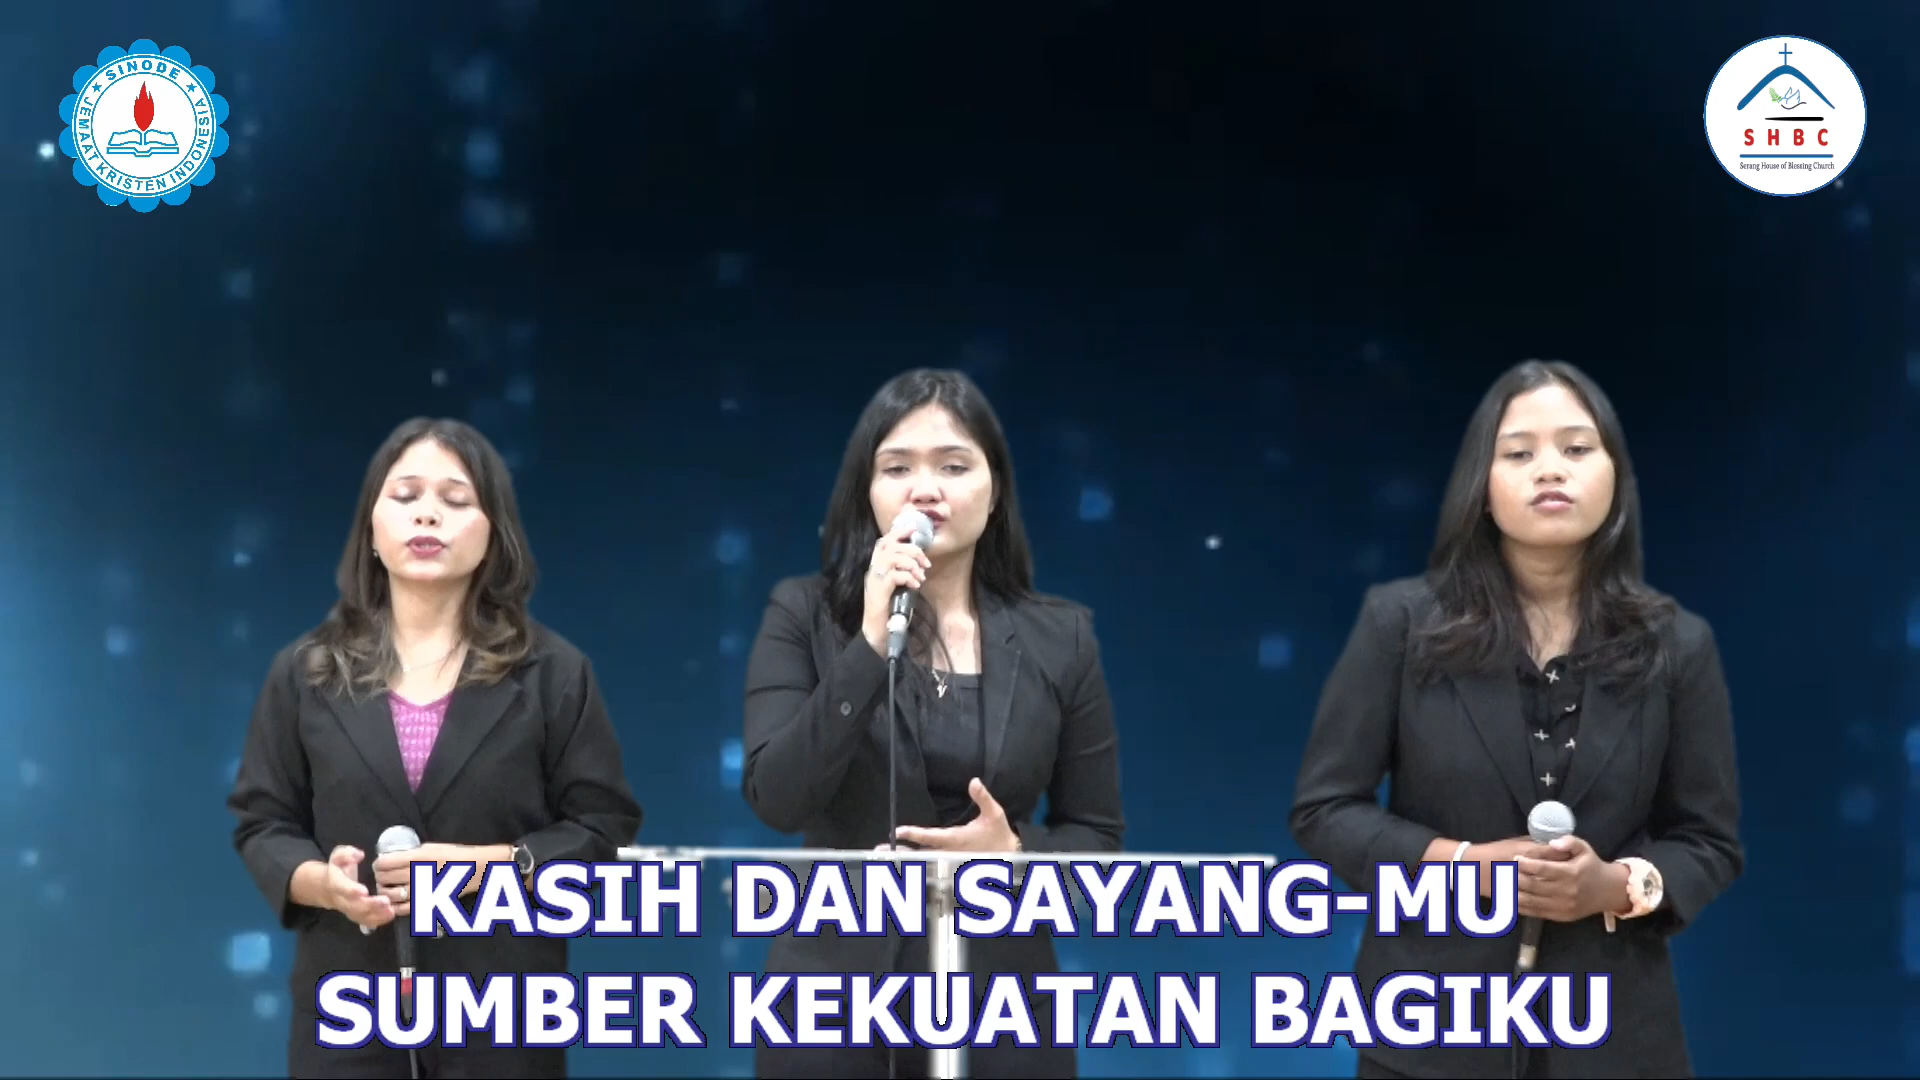 SINODE
JEMAAT KRISTEN INDONESIA
SHBC
Serang House of Blessing Church
KASIH DAN SAYANG-MU
SUMBER KEKUATAN BAGIKU